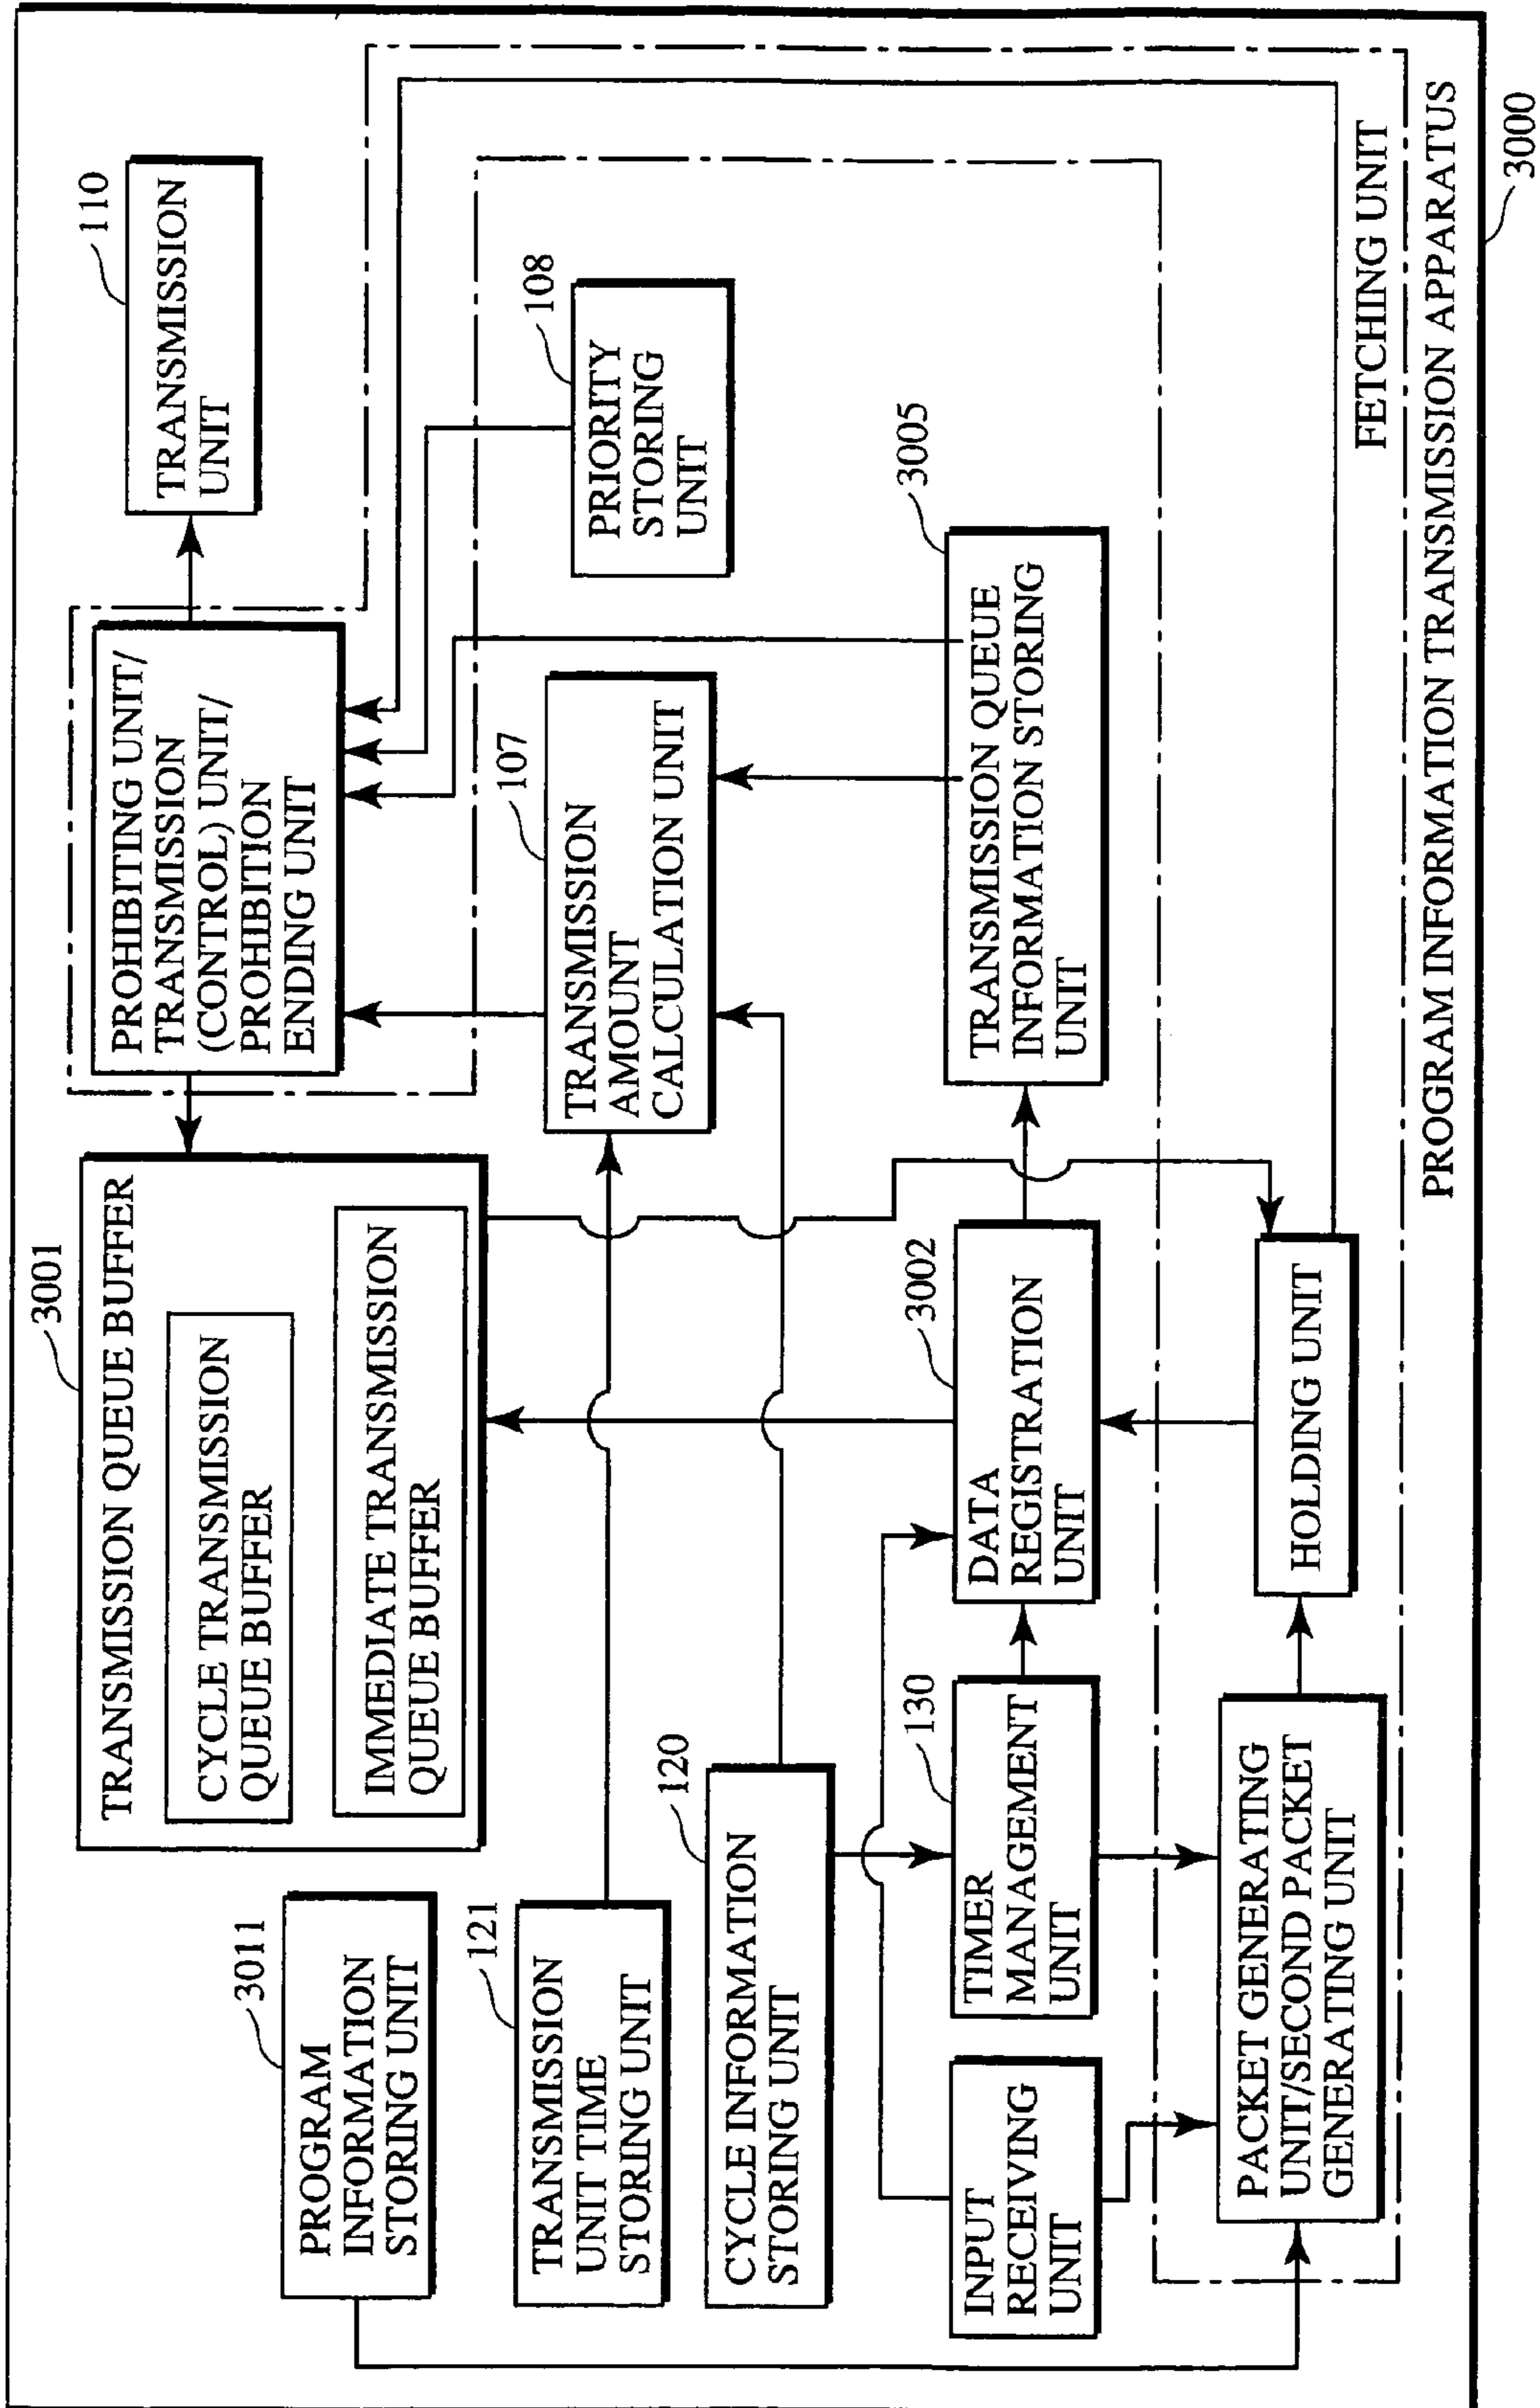 3011
PROGRAM
INFORMATION
STORING UNIT
3001
TRANSMISSION QUEUE BUFFER
CYCLE TRANSMISSION
QUEUE BUFFER
IMMEDIATE TRANSMISSION
QUEUE BUFFER
PROHIBITING UNIT/
TRANSMISSION
(CONTROL) UNIT/
PROHIBITION
ENDING UNIT
110
TRANSMISSION
UNIT
121
TRANSMISSION
UNIT TIME
STORING UNIT
107
TRANSMISSION
AMOUNT
CALCULATION UNIT
108
PRIORITY
STORING
UNIT
120
CYCLE INFORMATION
STORING UNIT
INPUT
RECEIVING
UNIT
130
TIMER
MANAGEMENT
UNIT
3002
DATA
REGISTRATION
UNIT
3005
TRANSMISSION QUEUE
INFORMATION STORING
UNIT
PACKET GENERATING
UNIT/SECOND PACKET
GENERATING UNIT
HOLDING UNIT
FETCHING UNIT
PROGRAM INFORMATION TRANSMISSION APPARATUS
3000